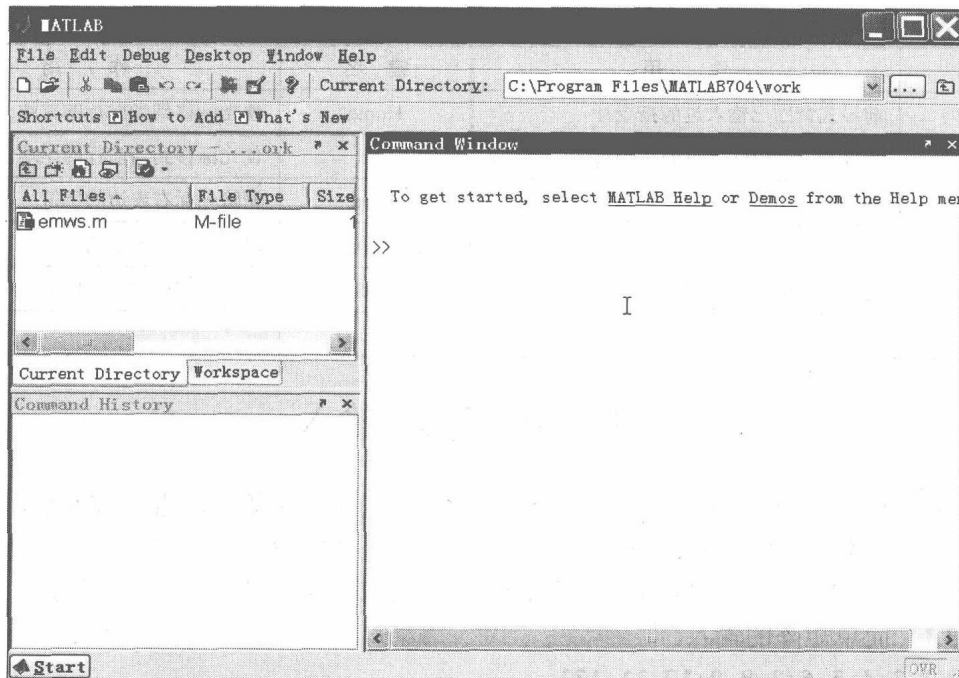 MATLAB
File Edit Debug Desktop Window Help
Current Directory: C:\Program Files\MATLAB704\work ...
Shortcuts How to Add What's New
Current Directory - ...ork
All Files File Type Size
emws.m M-file 1
Current Directory Workspace
Command History
Command Window
To get started, select MATLAB Help or Demos from the Help
>>
Start
OVR